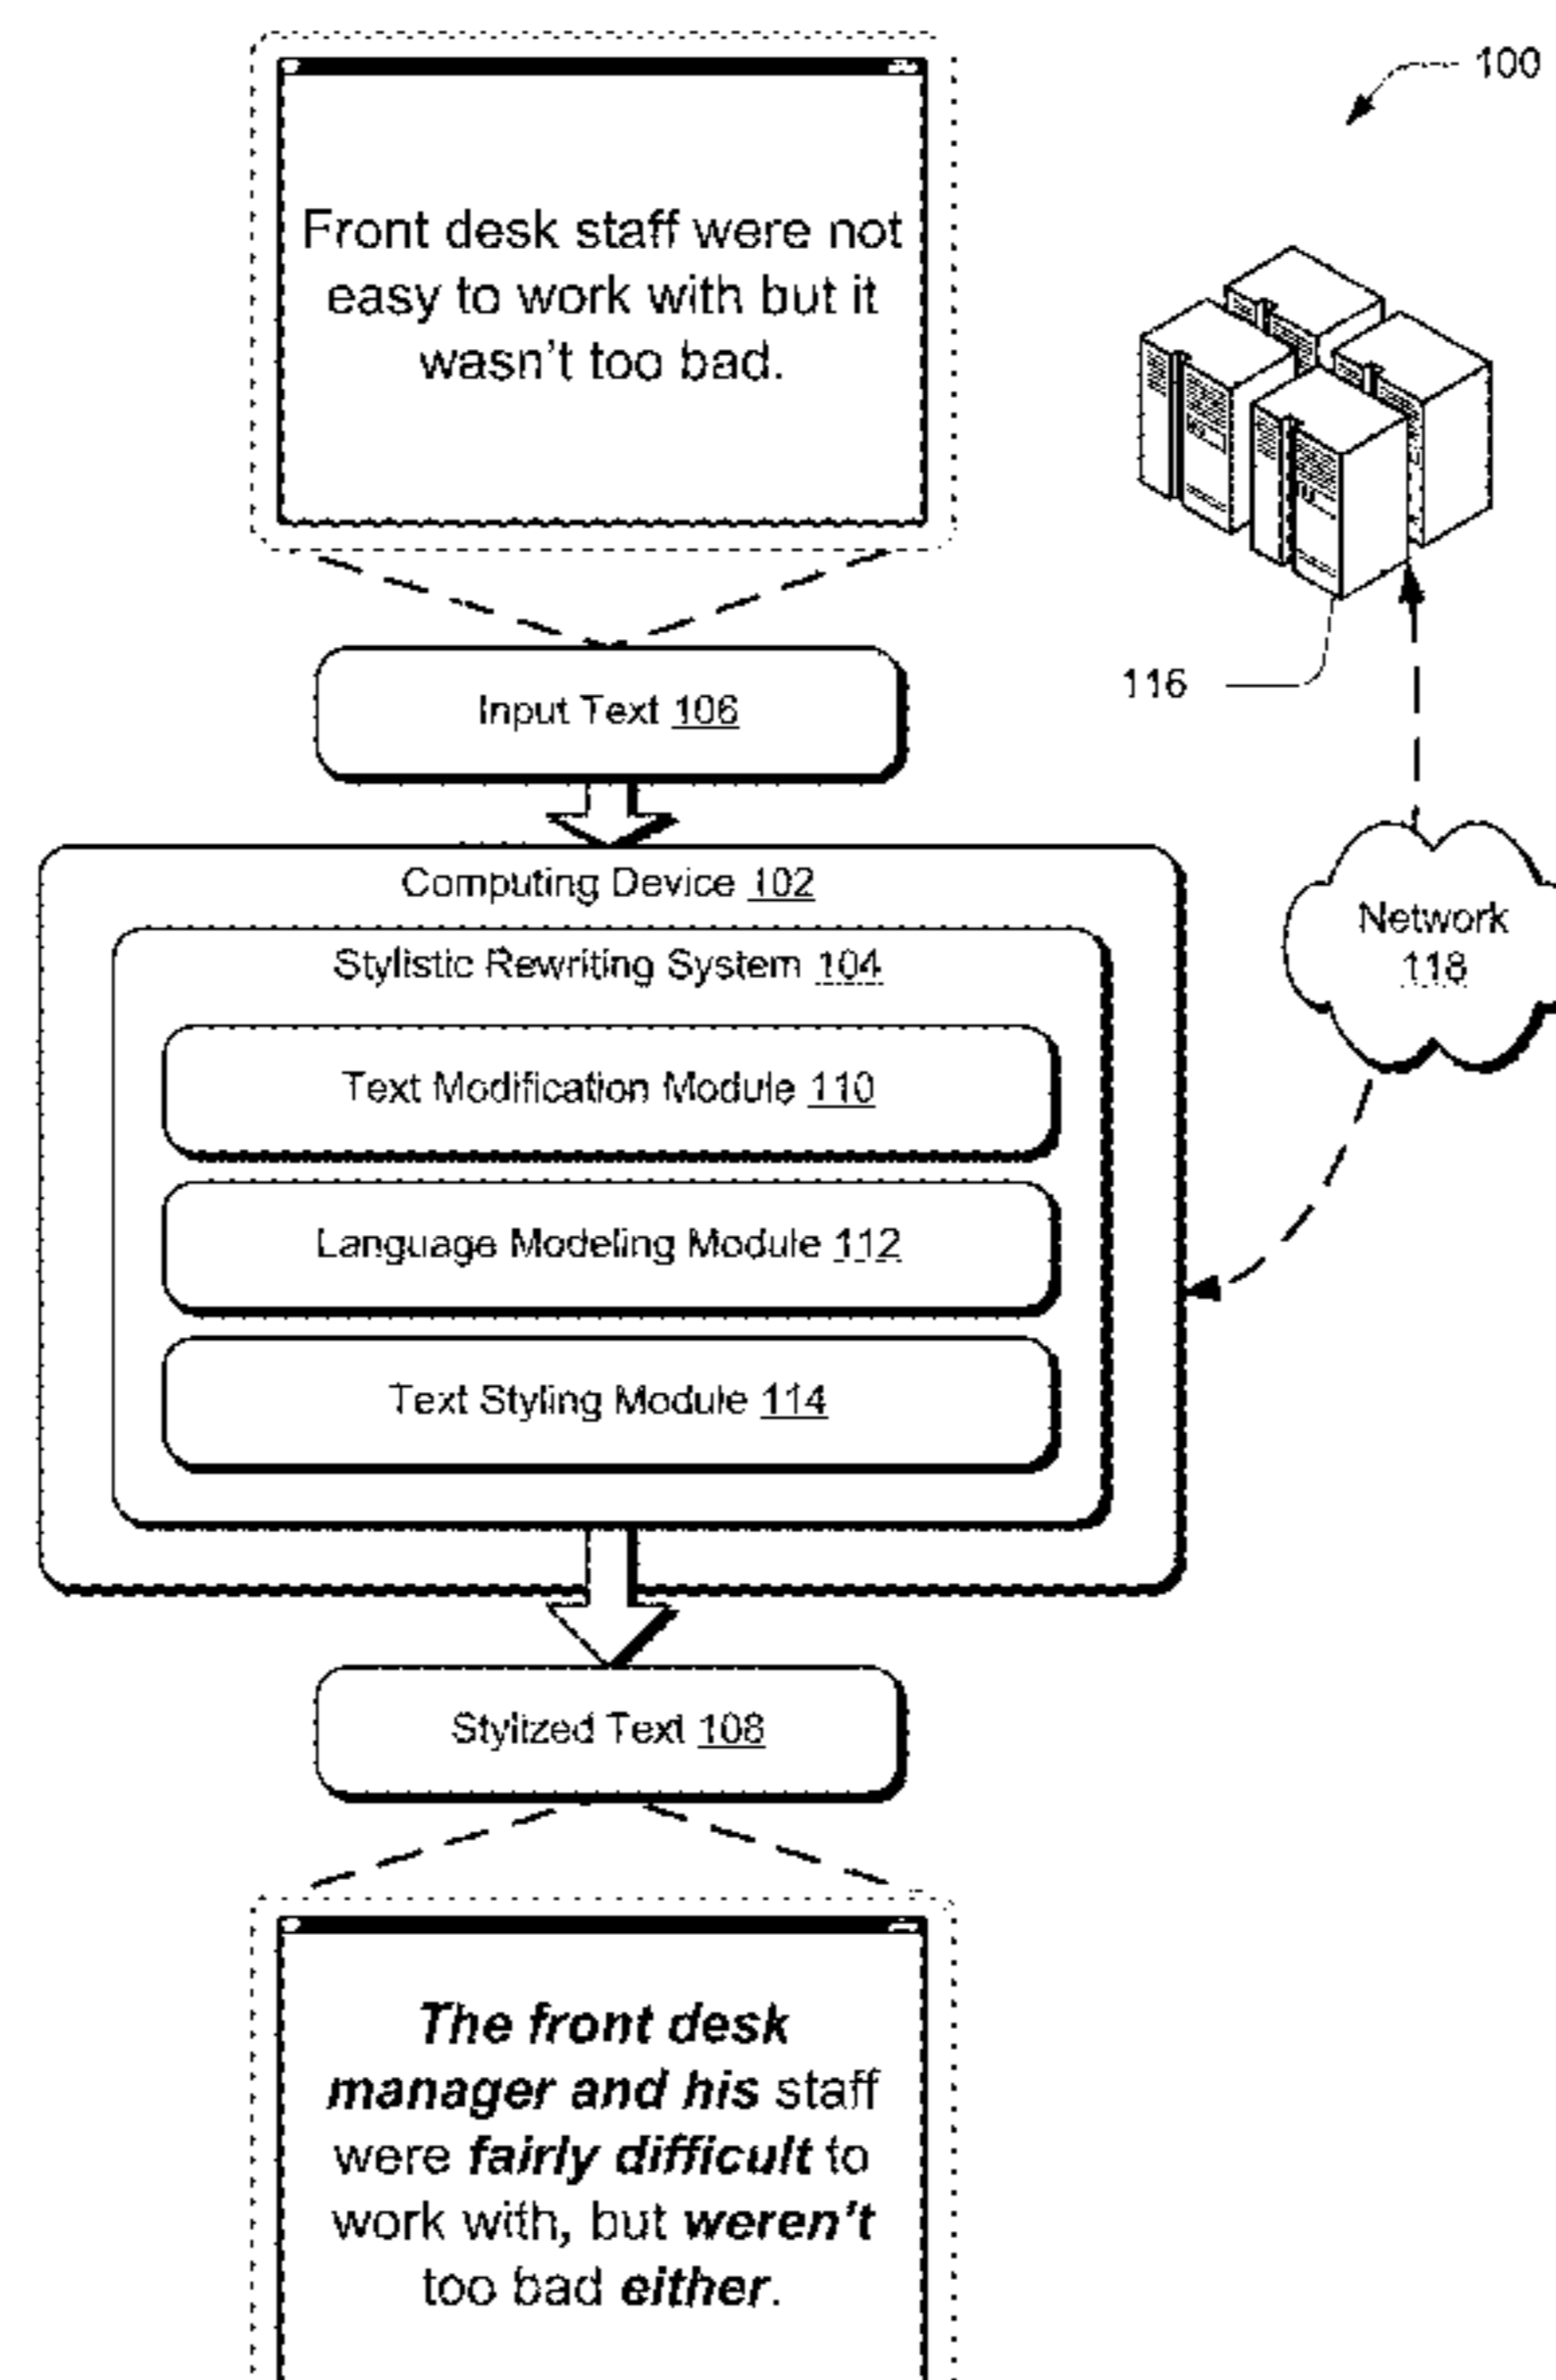 100
Front desk staff were not
easy to work with but it
wasn't too bad.
116
Input Text 106
Computing Device 102
Network
118
Stylistic Rewriting System 104
Text Modification Module 110
Language Modeling Module 112
Text Styling Module 114
Stylized Text 108
The front desk
manager and his staff
were fairly difficult to
work with, but weren't
too bad either.